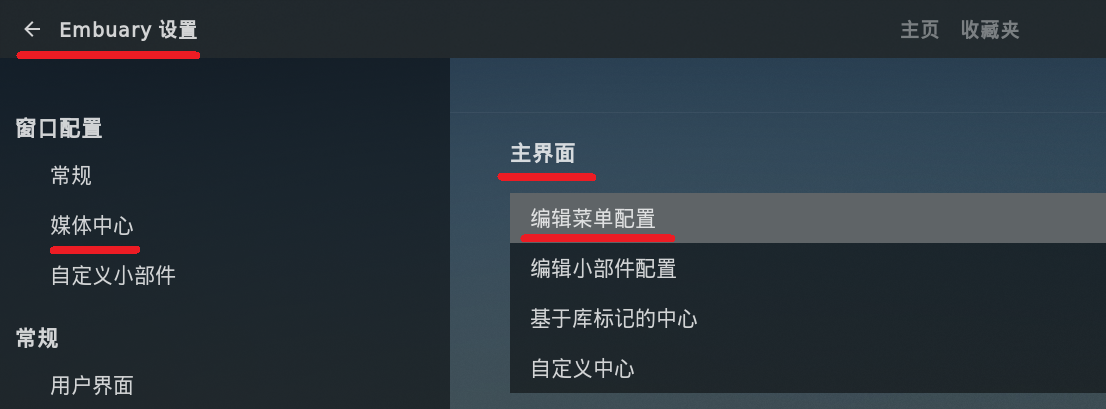 ← Embuary 设置
主页 收藏夹
窗口配置
常规
媒体中心
自定义小部件
常规
用户界面
主界面
编辑菜单配置
编辑小部件配置
基于库标记的中心
自定义中心